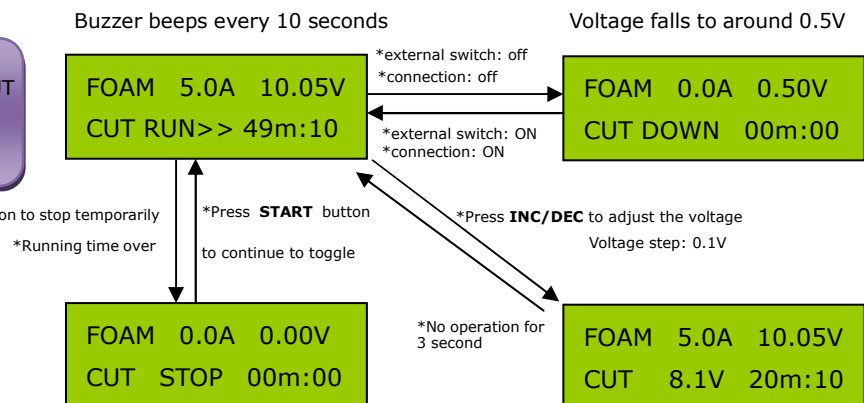 Buzzer beeps every 10 seconds
Voltage falls to around 0.5V
FOAM 5.0A 10.05V
CUT RUN>> 49m:10
*external switch: off
*connection: off
FOAM 0.0A 0.50V
CUT DOWN 00m:00
*external switch: ON
*connection: ON
to stop temporarily
*Running time over
*Press START button
to continue to toggle
*Press INC/DEC to adjust the voltage
Voltage step: 0.1V
*No operation for
3 second
FOAM 0.0A 0.00V
CUT STOP 00m:00
FOAM 5.0A 10.05V
CUT 8.1V 20m:10